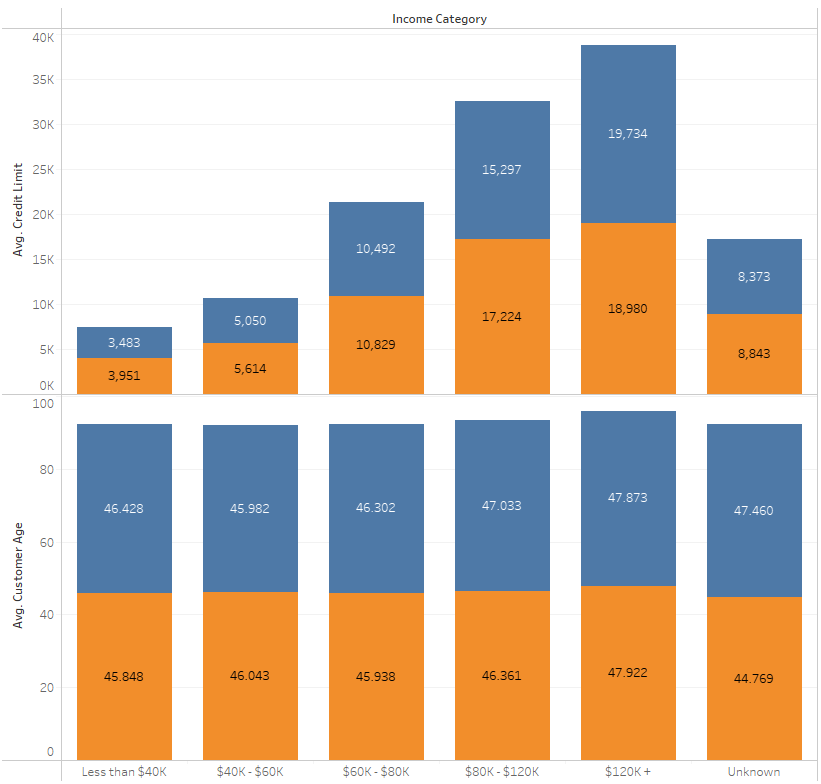 Income Category
40K
35K
30K
25K
20K
15K
10K
5K
0K
Avg. Credit Limit
19,734
15,297
10,492
8,373
5,050
3,483
18,980
17,224
10,829
8,843
5,614
3,951
100
80
60
40
20
0
Avg. Customer Age
46.428 45.982 46.302 47.033 47.873 47.460
45.848 46.043 45.938 46.361 47.922 44.769
Less than $40K $40K - $60K $60K - $80K $80K - $120K $120K + Unknown